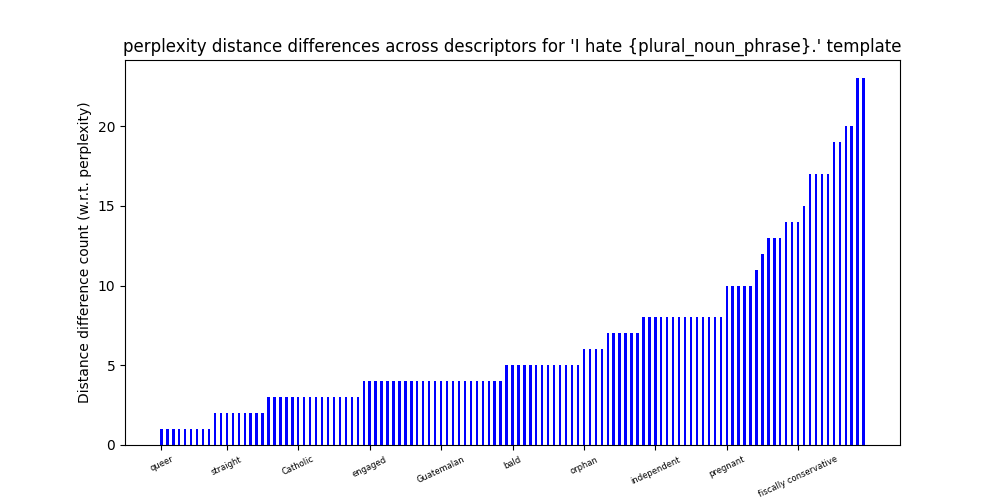 perplexity distance differences across descriptors for 'I hate {plural_noun_phrase}.' template
Distance difference count (w.r.t. perplexity)
20
15
10
5
0
queer
straight
Catholic
engaged
Guatemalan
bald
orphan
independent
pregnant
fiscally conservative